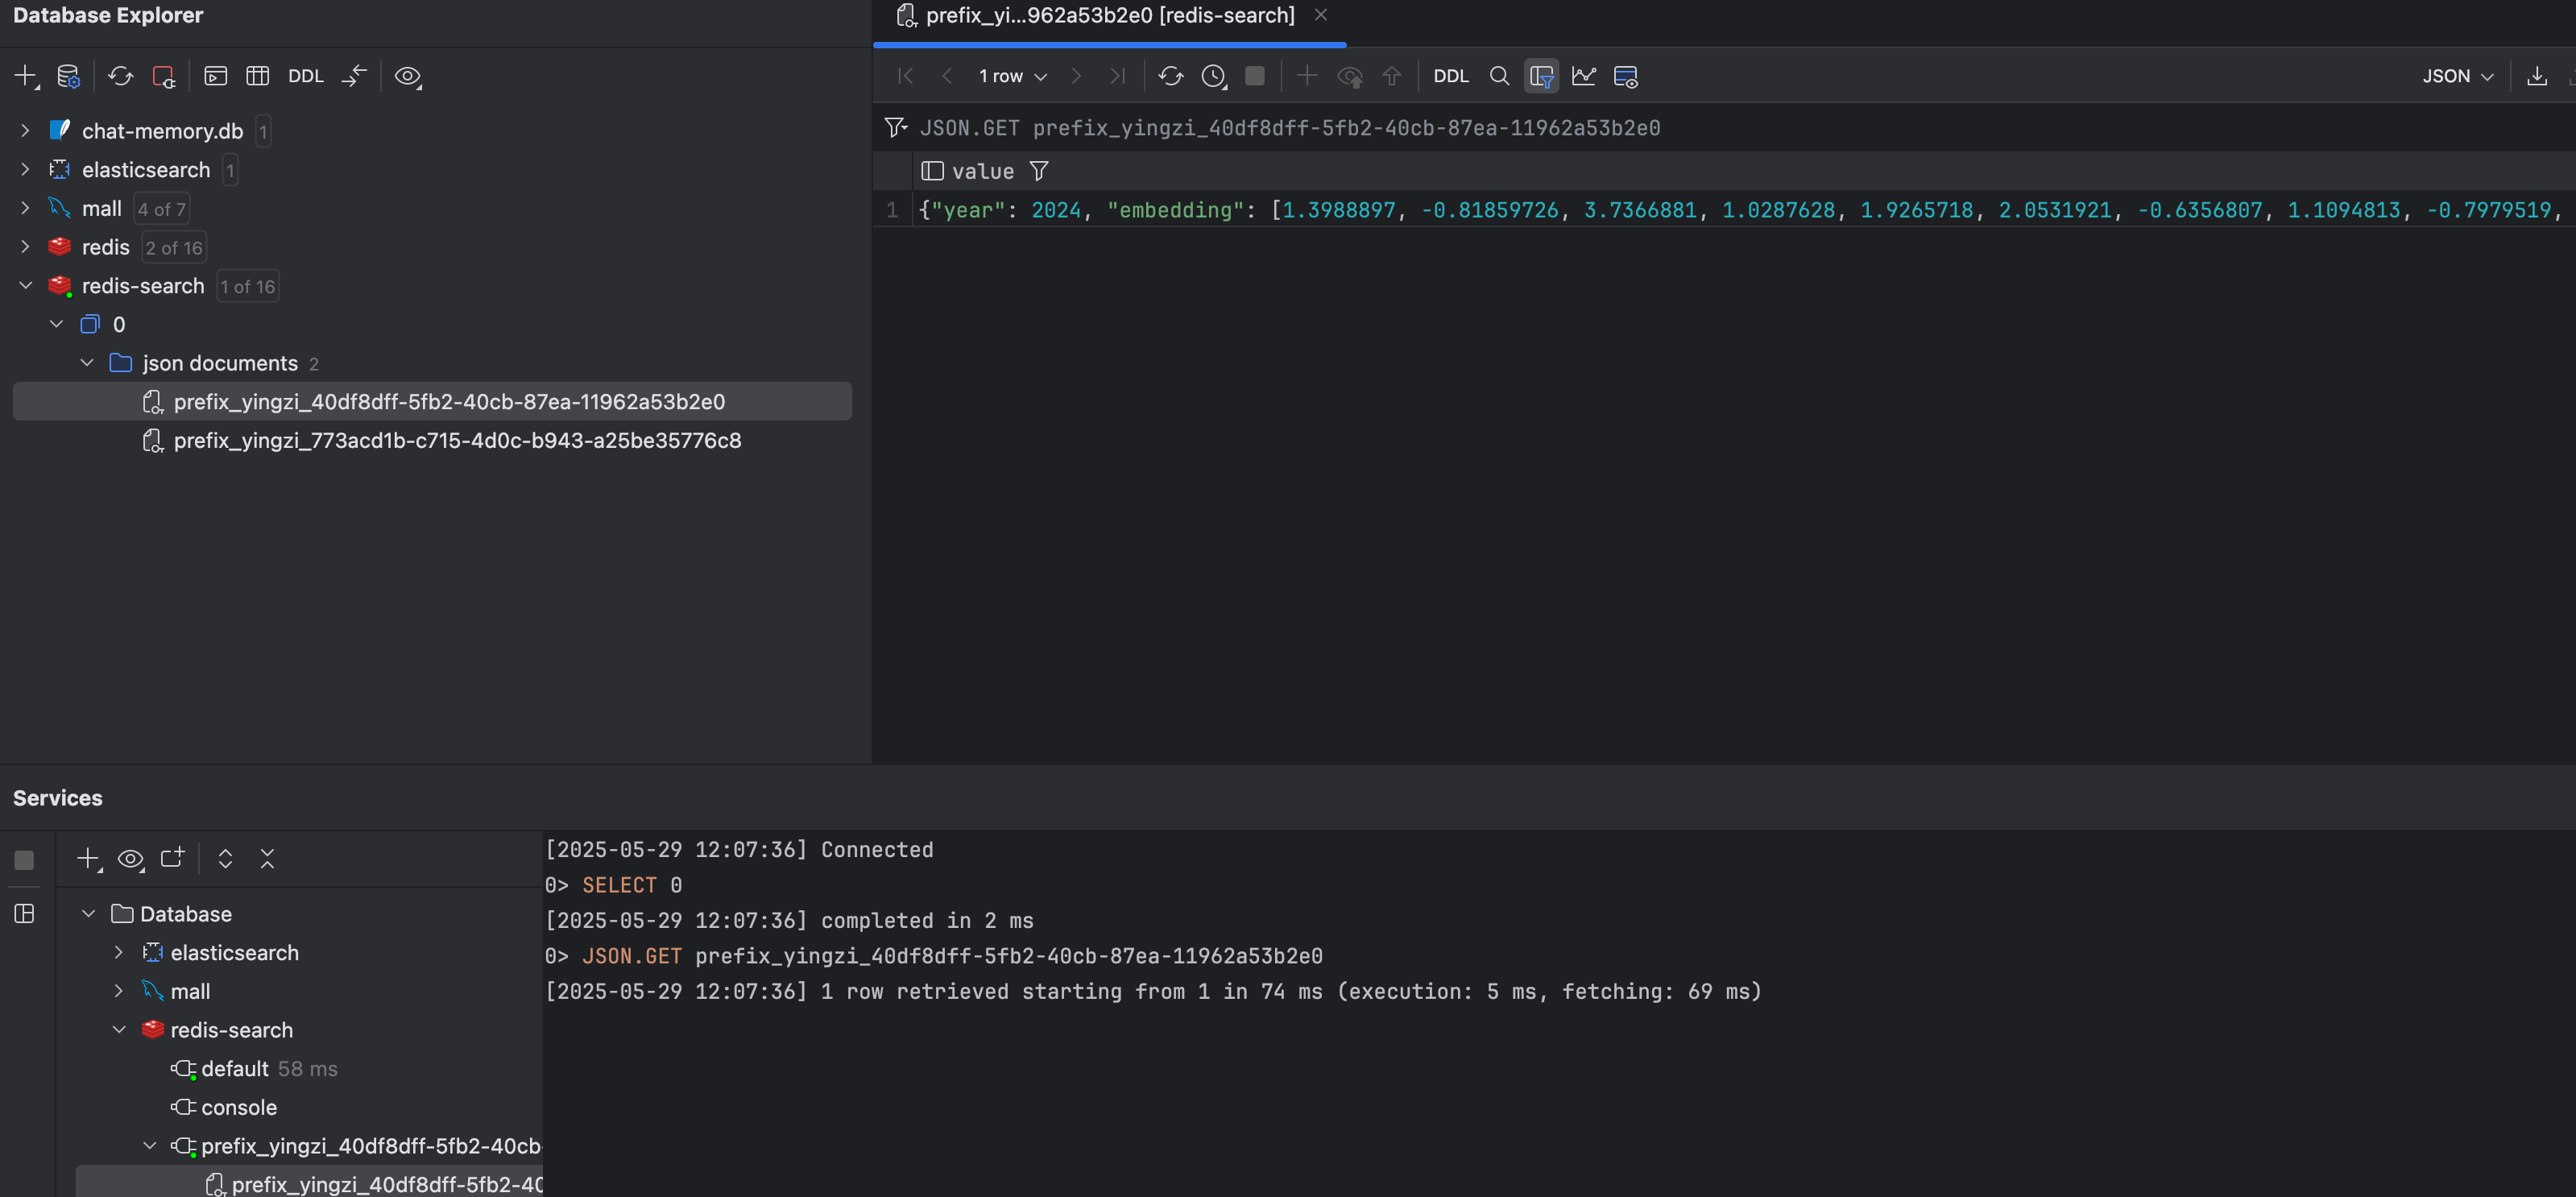 Database Explorer
DDL
chat-memory.db 1
elasticsearch 1
mall 4 of 7
redis 2 of 16
redis-search 1 of 16
0
json documents 2
prefix_yingzi_40df8dff-5fb2-40cb-87ea-11962a53b2e0
prefix_yingzi_773acd1b-c715-4d0c-b943-a25be35776c8
prefix_yi...962a53b2e0 [redis-search]
1 row DDL JSON
JSON.GET prefix_yingzi_40df8dff-5fb2-40cb-87ea-11962a53b2e0
value
1 {"year": 2024, "embedding": [1.3988897, -0.81859726, 3.7366881, 1.0287628, 1.9265718, 2.0531921, -0.6356807, 1.1094813, -0.7979519,
Services
Database
elasticsearch
mall
redis-search
default 58 ms
console
prefix_yingzi_40df8dff-5fb2-40cb-
prefix_yingzi_40df8dff-5fb2-40
[2025-05-29 12:07:36] Connected
0> SELECT 0
[2025-05-29 12:07:36] completed in 2 ms
0> JSON.GET prefix_yingzi_40df8dff-5fb2-40cb-87ea-11962a53b2e0
[2025-05-29 12:07:36] 1 row retrieved starting from 1 in 74 ms (execution: 5 ms, fetching: 69 ms)